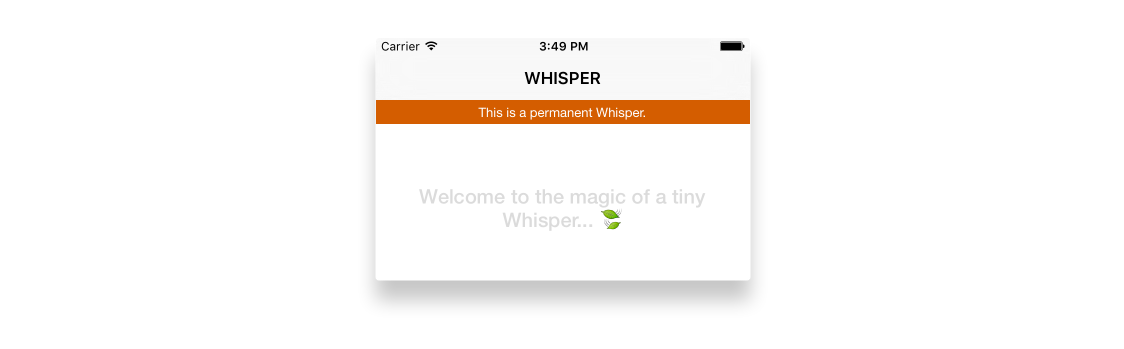 Carrier 3:49 PM
WHISPER
This is a permanent Whisper.
Welcome to the magic of a tiny
Whisper... 🍃